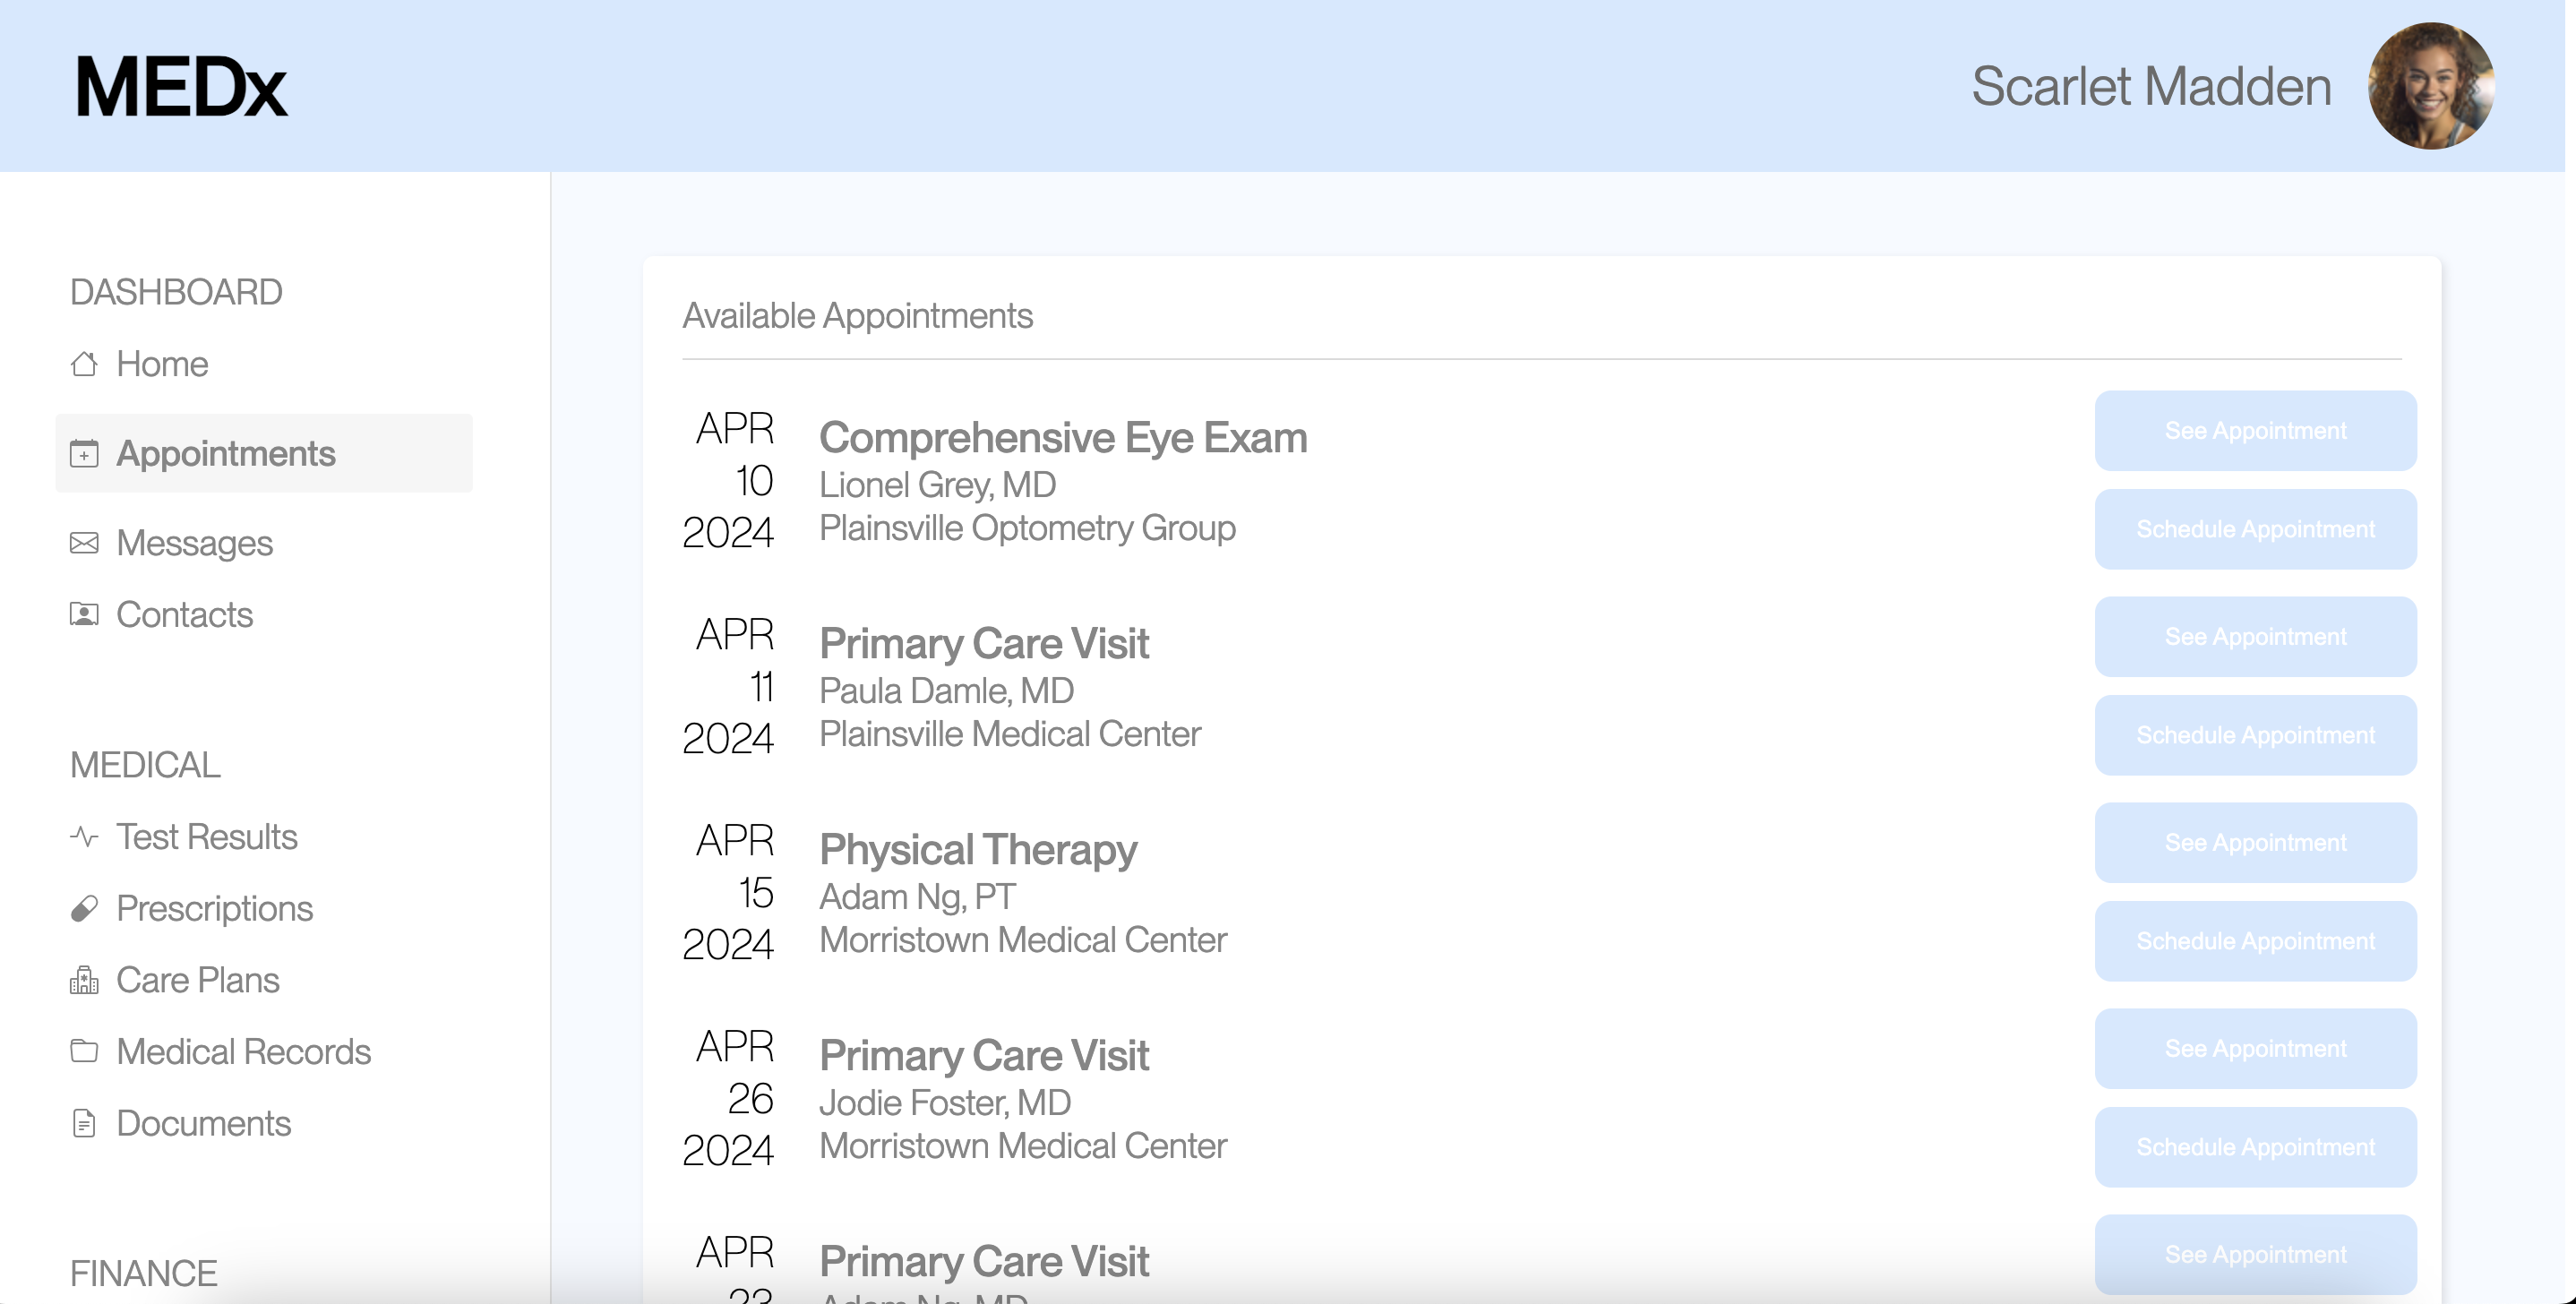 MEDx
Scarlet Madden
DASHBOARD
Home
Appointments
Messages
Contacts
MEDICAL
Test Results
Prescriptions
Care Plans
Medical Records
Documents
FINANCE
Available Appointments
APR
10
2024
Comprehensive Eye Exam
Lionel Grey, MD
Plainsville Optometry Group
See Appointment
Schedule Appointment
APR
11
2024
Primary Care Visit
Paula Damle, MD
Plainsville Medical Center
See Appointment
Schedule Appointment
APR
15
2024
Physical Therapy
Adam Ng, PT
Morristown Medical Center
See Appointment
Schedule Appointment
APR
26
2024
Primary Care Visit
Jodie Foster, MD
Morristown Medical Center
See Appointment
Schedule Appointment
APR
23
Primary Care Visit
Adam Ng, MD
See Appointment